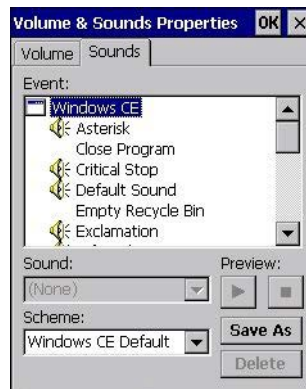 Volume & Sounds Properties OK ×
Volume Sounds
Event:
Windows CE
Asterisk
Close Program
Critical Stop
Default Sound
Empty Recycle Bin
Exclamation
Sound: Preview:
(None)
Scheme:
Windows CE Default
Save As
Delete